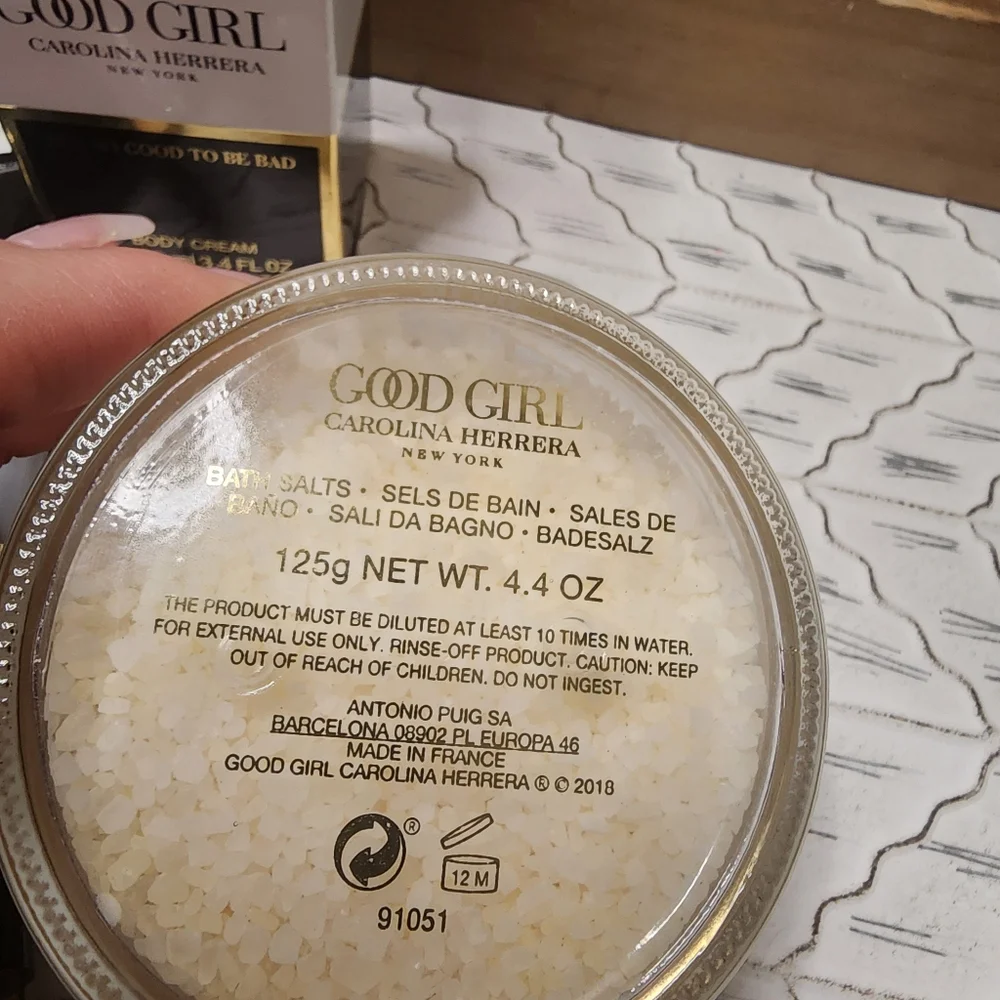 GOOD GIRL
CAROLINA HERRERA
NEW YORK
GOOD TO BE BAD
BODY CREAM
3.4 FL OZ
GOOD GIRL
CAROLINA HERRERA
NEW YORK
BATH SALTS • SELS DE BAIN • SALES DE
BAÑO • SALI DA BAGNO • BADESALZ
125g NET WT. 4.4 OZ
THE PRODUCT MUST BE DILUTED AT LEAST 10 TIMES IN WATER.
FOR EXTERNAL USE ONLY. RINSE-OFF PRODUCT. CAUTION: KEEP
OUT OF REACH OF CHILDREN. DO NOT INGEST.
ANTONIO PUIG SA
BARCELONA 08902 PL EUROPA 46
MADE IN FRANCE
GOOD GIRL CAROLINA HERRERA ® © 2018
®
12 M
91051